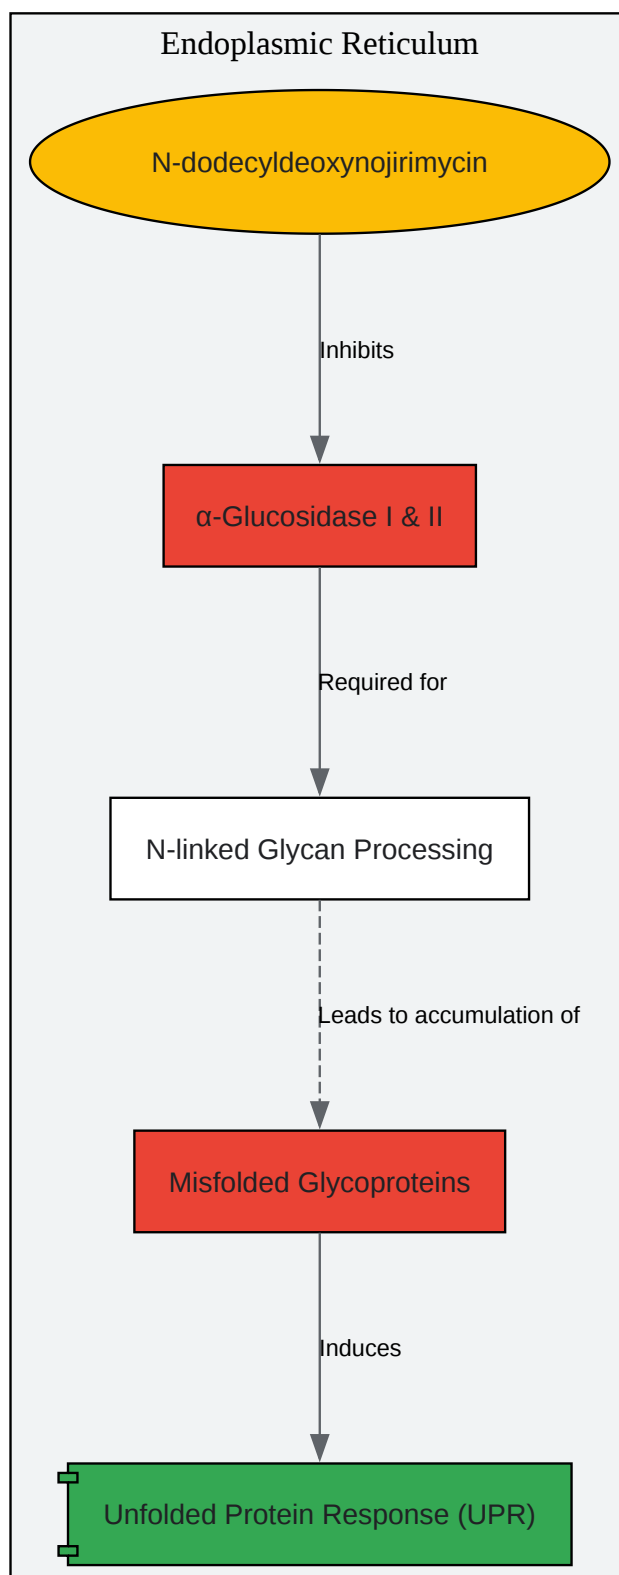 Endoplasmic Reticulum
N-dodecyldeoxynojirimycin
Inhibits
α-Glucosidase I & II
Required for
N-linked Glycan Processing
Leads to accumulation of
Misfolded Glycoproteins
Induces
Unfolded Protein Response (UPR)